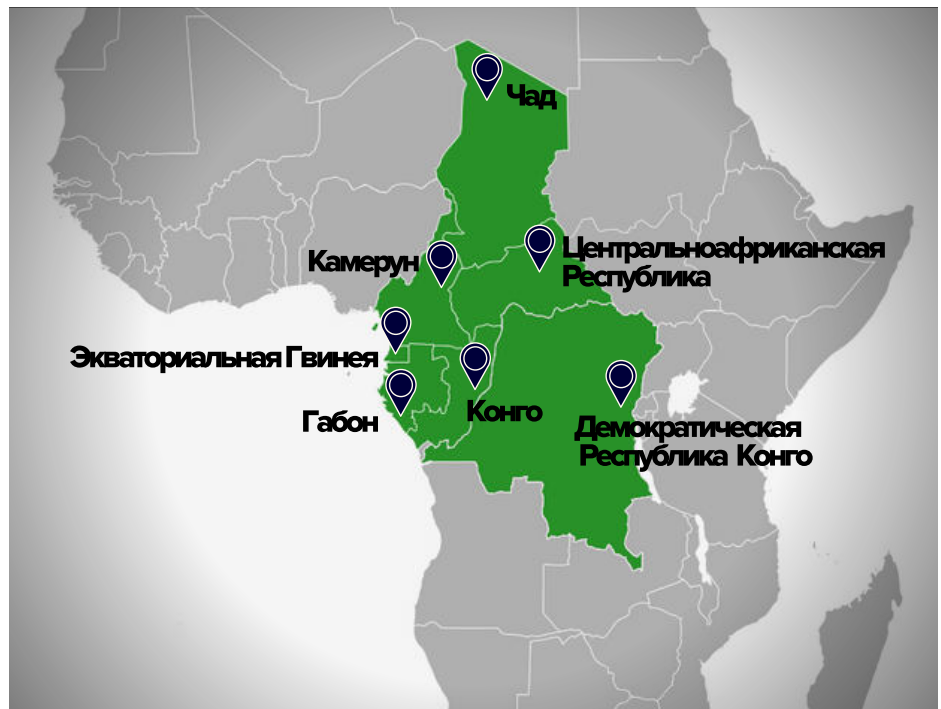 Чад
Центральноафриканская
Республика
Камерун
Экваториальная Гвинея
Габон
Конго
Демократическая
Республика Конго